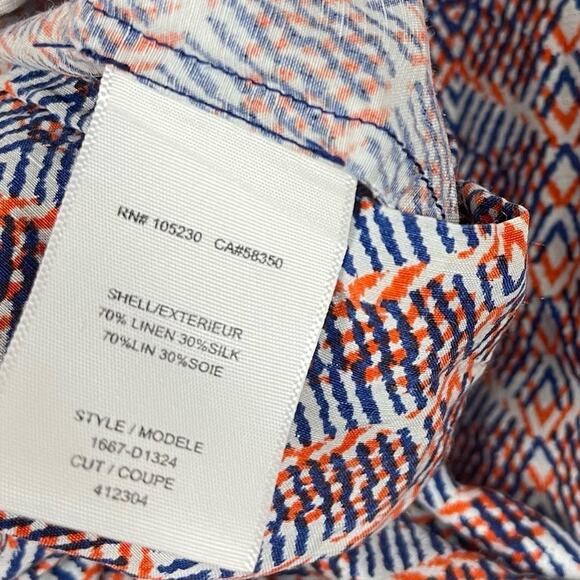 RN# 105230 CA#58350
SHELL/EXTERIEUR
70% LINEN 30%SILK
70%LIN 30%SOIE
STYLE / MODELE
1667-D1324
CUT / COUPE
412304